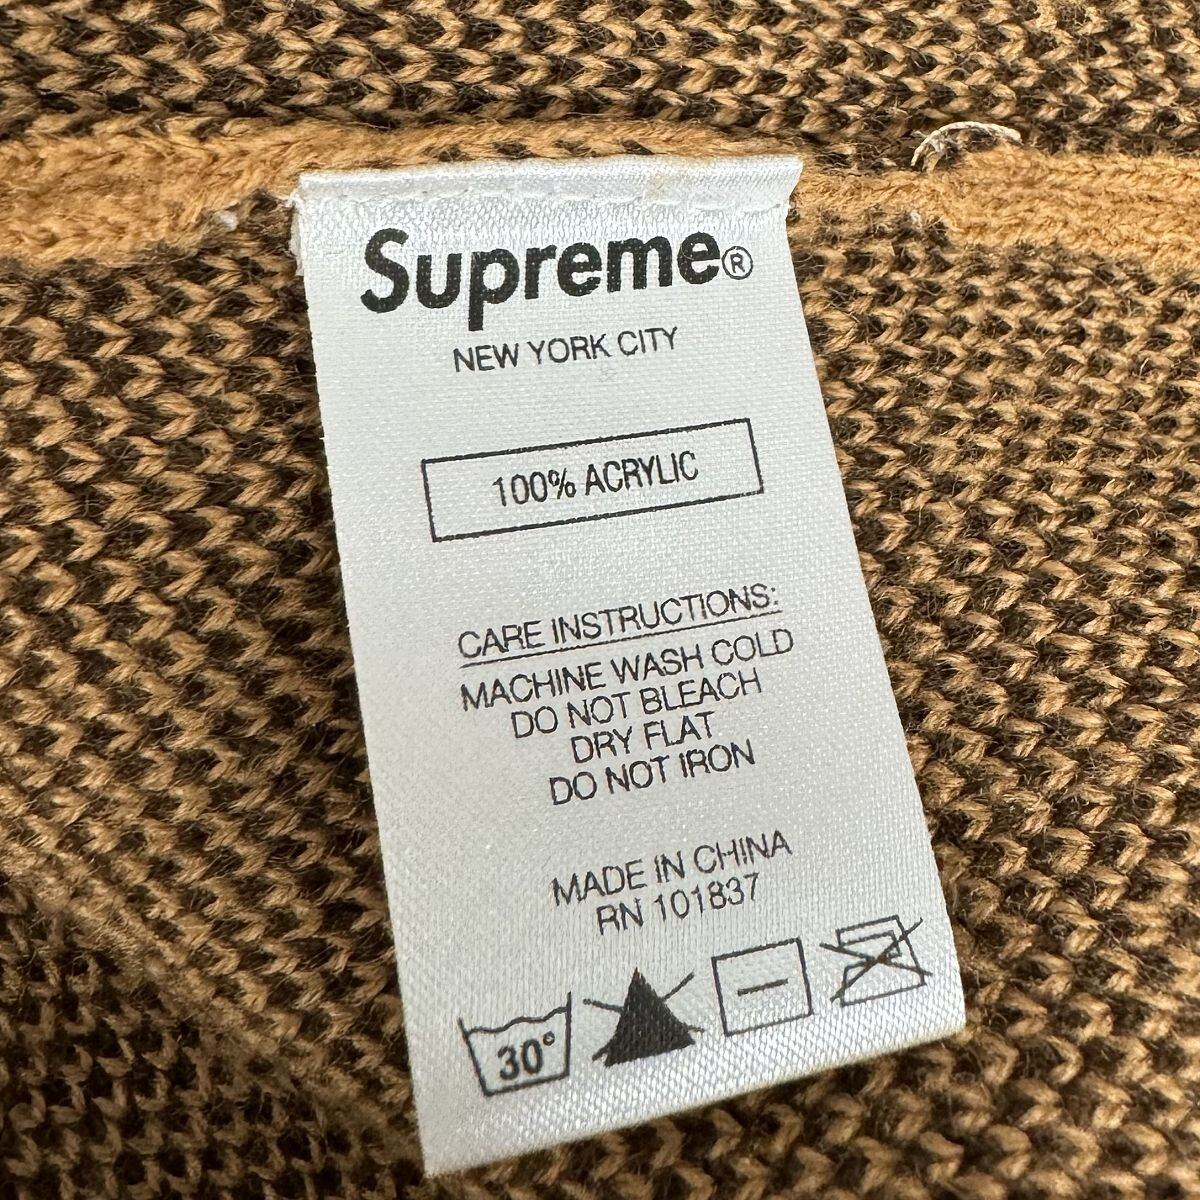 Supreme®
NEW YORK CITY
100% ACRYLIC
CARE INSTRUCTIONS:
MACHINE WASH COLD
DO NOT BLEACH
DRY FLAT
DO NOT IRON
MADE IN CHINA
RN 101837
30°